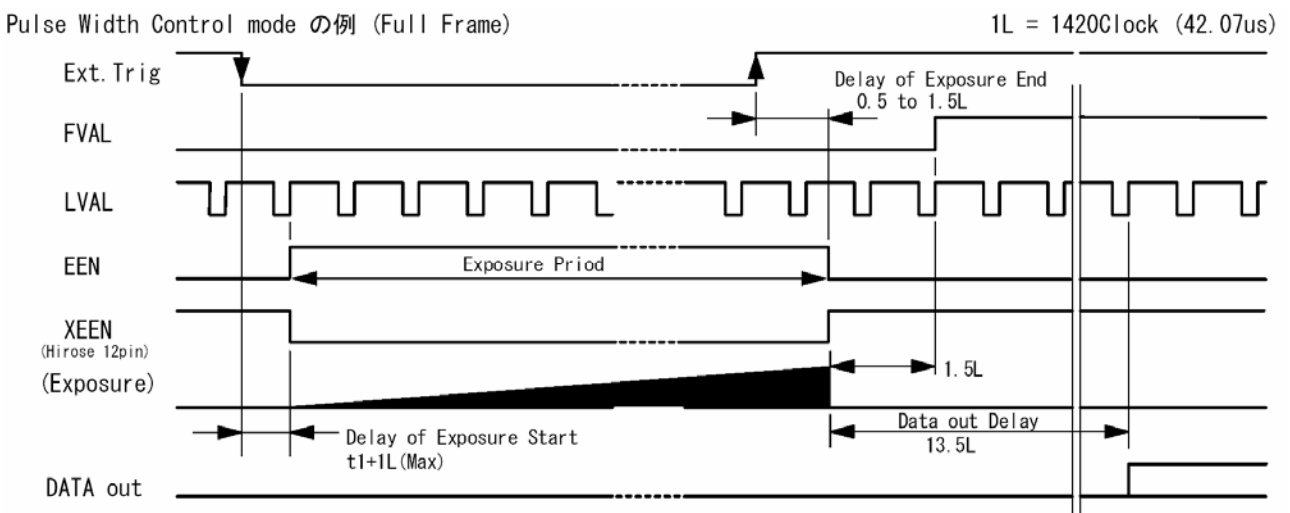 Pulse Width Control mode の例 (Full Frame)
1L = 1420Clock (42.07us)
Ext.Trig
Delay of Exposure End
0.5 to 1.5L
FVAL
LVAL
EEN
Exposure Priod
XEEN
(Hirose 12pin)
(Exposure)
1.5L
Delay of Exposure Start
t1+1L(Max)
Data out Delay
13.5L
DATA out